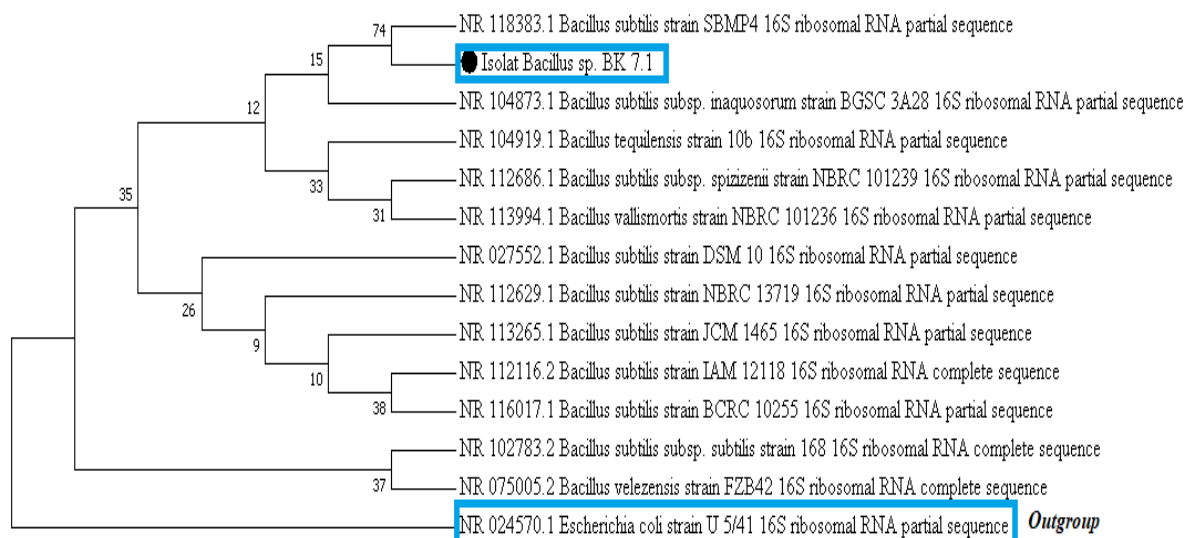 NR 118383.1 Bacillus subtilis strain SBMP4 16S ribosomal RNA partial sequence
74
Isolat Bacillus sp. BK 7.1
15
NR 104873.1 Bacillus subtilis subsp. inaquosorum strain BGSC 3A28 16S ribosomal RNA partial sequence
12
NR 104919.1 Bacillus tequilensis strain 10b 16S ribosomal RNA partial sequence
33
NR 112686.1 Bacillus subtilis subsp. spizizenii strain NBRC 101239 16S ribosomal RNA partial sequence
35
31
NR 113994.1 Bacillus vallismortis strain NBRC 101236 16S ribosomal RNA partial sequence
NR 027552.1 Bacillus subtilis strain DSM 10 16S ribosomal RNA partial sequence
26
NR 112629.1 Bacillus subtilis strain NBRC 13719 16S ribosomal RNA partial sequence
9
NR 113265.1 Bacillus subtilis strain JCM 1465 16S ribosomal RNA partial sequence
10
NR 112116.2 Bacillus subtilis strain IAM 12118 16S ribosomal RNA complete sequence
38
NR 116017.1 Bacillus subtilis strain BCRC 10255 16S ribosomal RNA partial sequence
NR 102783.2 Bacillus subtilis subsp. subtilis strain 168 16S ribosomal RNA complete sequence
37
NR 075005.2 Bacillus velezensis strain FZB42 16S ribosomal RNA complete sequence
NR 024570.1 Escherichia coli strain U 5/41 16S ribosomal RNA partial sequence
Outgroup